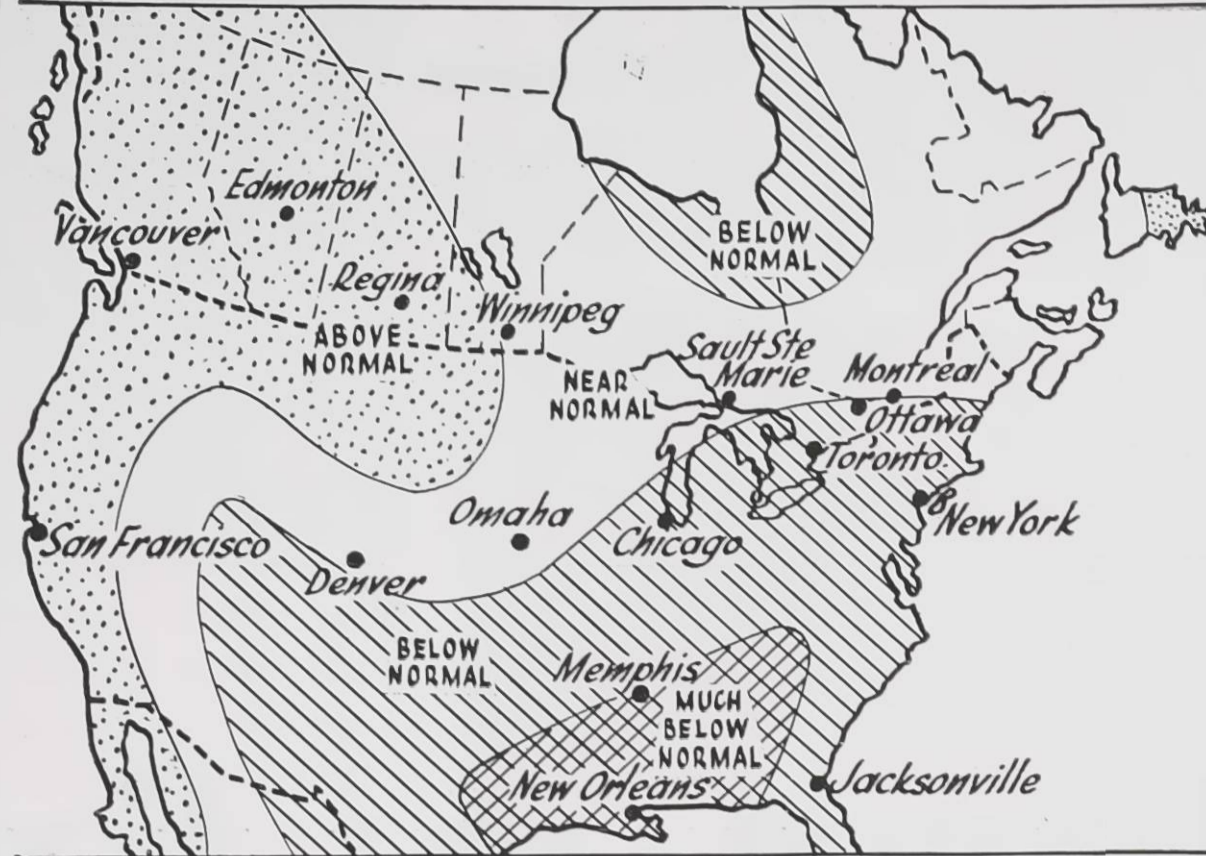 Edmonton
Vancouver
BELOW
NORMAL
Regina
Winnipeg
ABOVE
NORMAL
Sault Ste
Marie
Montreal
NEAR
NORMAL
Ottawa
Toronto
Omaha
New York
San Francisco
Chicago
Denver
BELOW
NORMAL
Memphis
MUCH
BELOW
NORMAL
New Orleans
Jacksonville